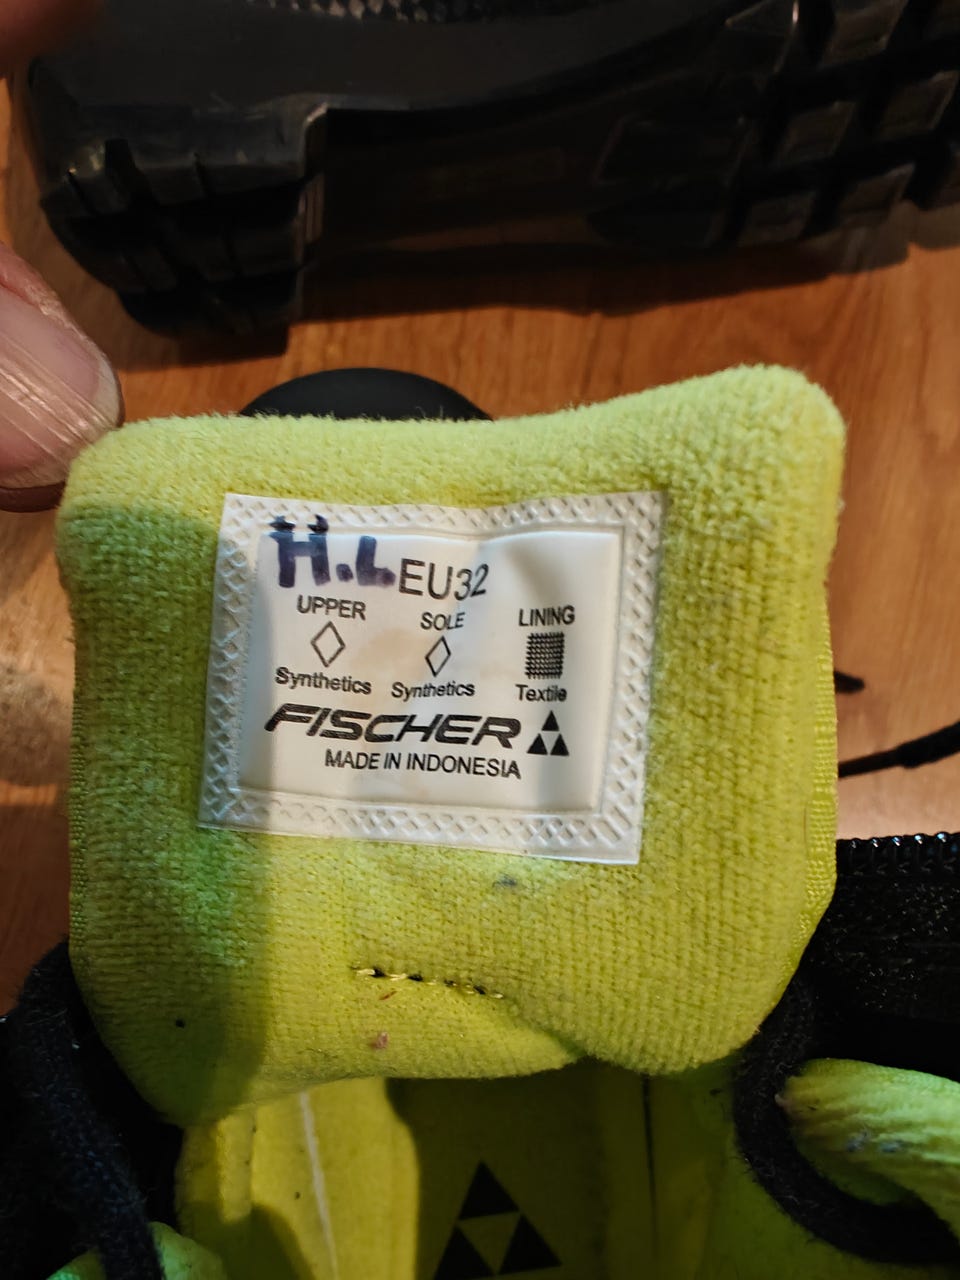 H.L EU32
UPPER SOLE LINING
Synthetics Synthetics Textile
FISCHER
MADE IN INDONESIA